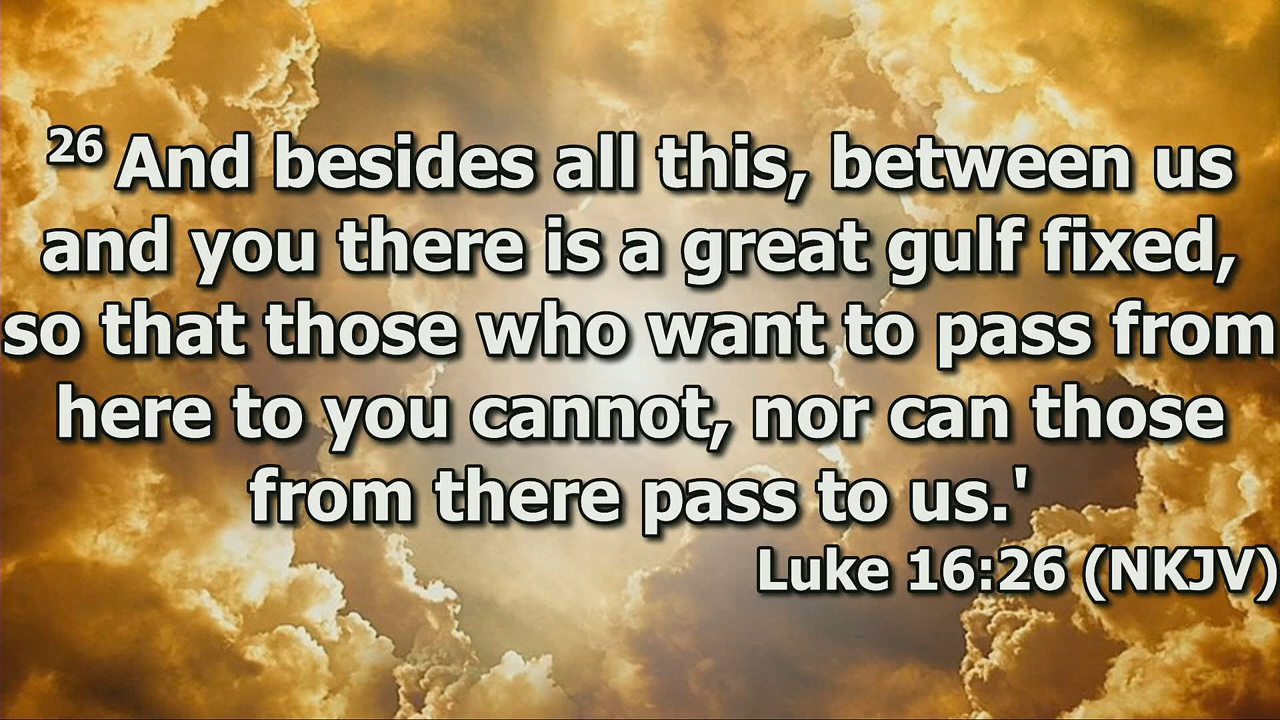 26 And besides all this, between us
and you there is a great gulf fixed,
so that those who want to pass from
here to you cannot, nor can those
from there pass to us.'
Luke 16:26 (NKJV)